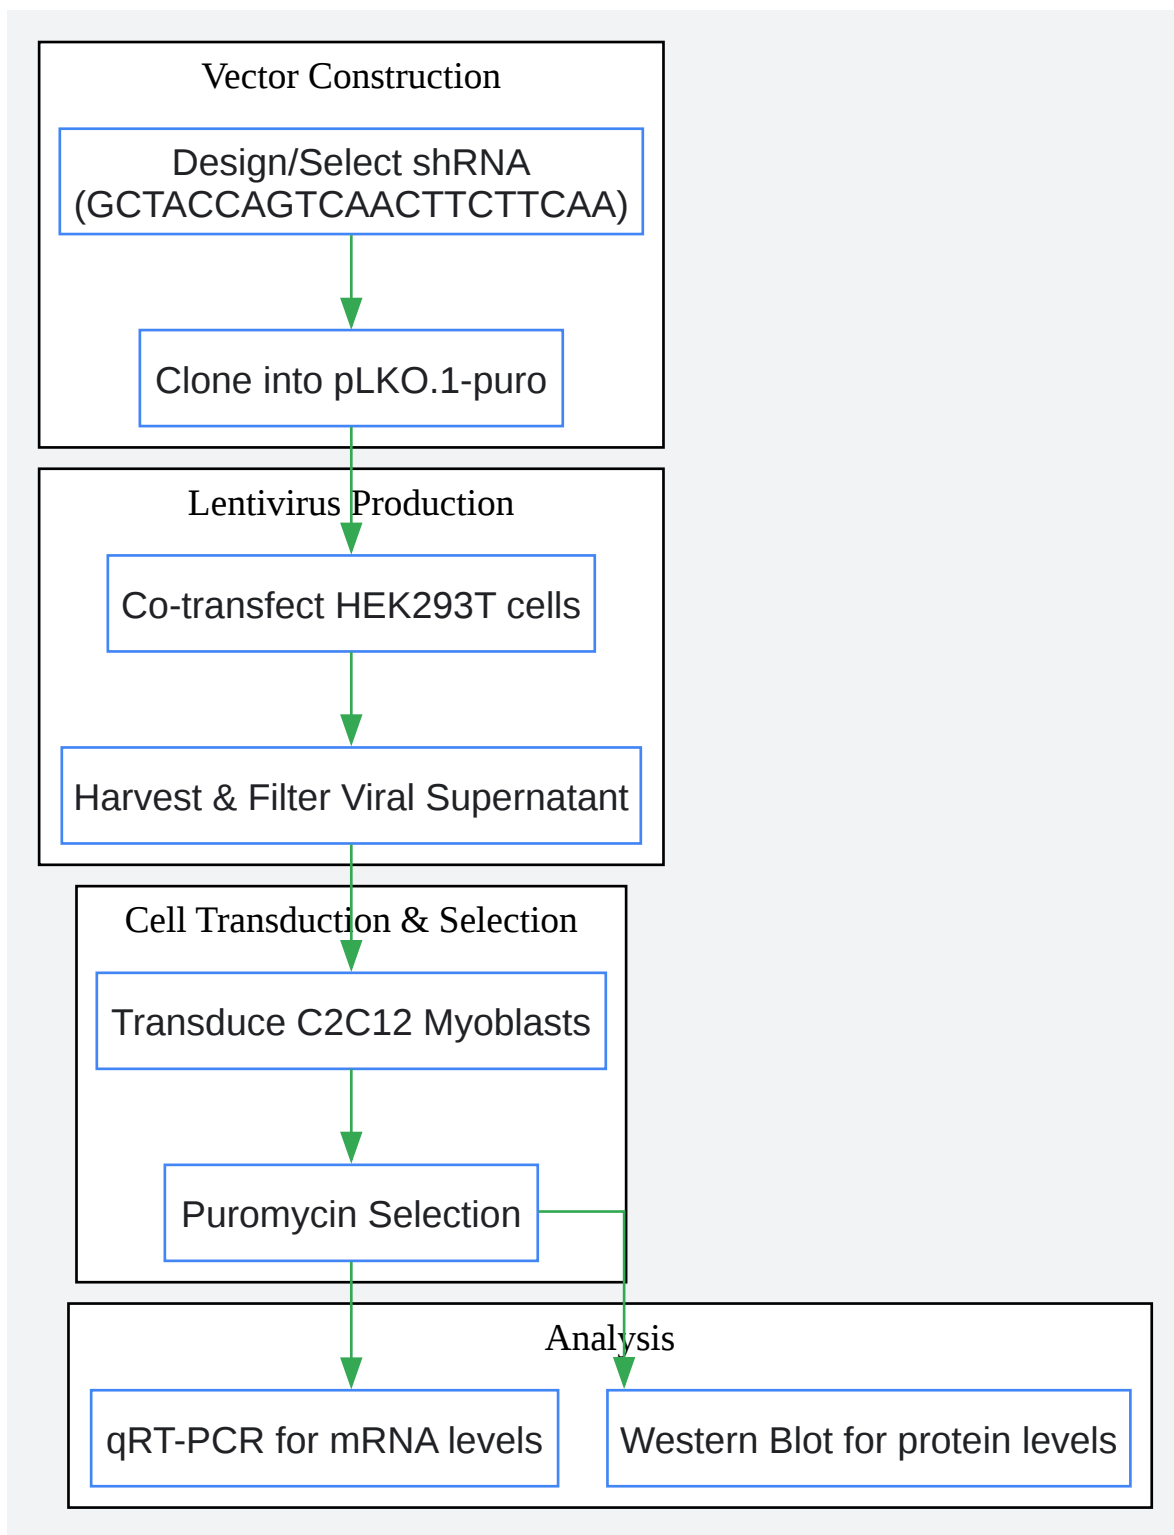 Vector Construction
Design/Select shRNA
(GCTACCAGTCAACTTCTTCAA)
Clone into pLKO.1-puro
Lentivirus Production
Co-transfect HEK293T cells
Harvest & Filter Viral Supernatant
Cell Transduction & Selection
Transduce C2C12 Myoblasts
Puromycin Selection
Analysis
qRT-PCR for mRNA levels
Western Blot for protein levels